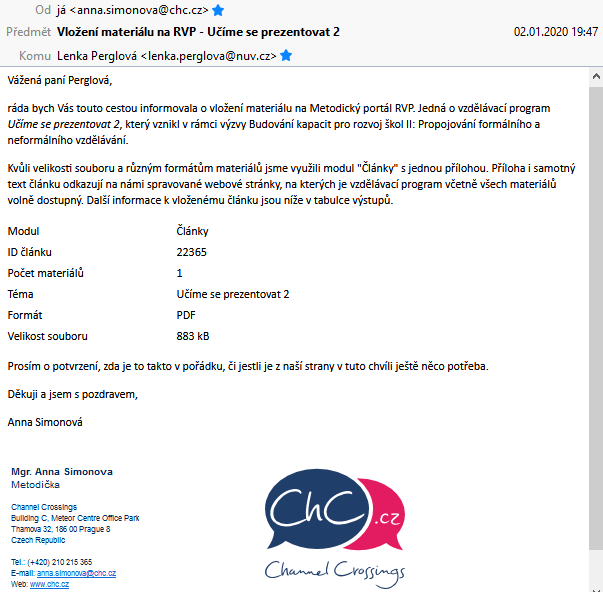 Od já <anna.simonova@chc.cz>
Předmět Vložení materiálu na RVP - Učíme se prezentovat 2 02.01.2020 19:47
Komu Lenka Perglová <lenka.perglova@nuv.cz>
Vážená paní Perglová,
ráda bych Vás touto cestou informovala o vložení materiálu na Metodický portál RVP. Jedná o vzdělávací program
Učíme se prezentovat 2, který vznikl v rámci výzvy Budování kapacit pro rozvoj škol II: Propojování formálního a
neformálního vzdělávání.
Kvůli velikosti souboru a různým formátům materiálů jsme využili modul "Články" s jednou přílohou. Příloha i samotný
text článku odkazují na námi spravované webové stránky, na kterých je vzdělávací program včetně všech materiálů
volně dostupný. Další informace k vloženému článku jsou níže v tabulce výstupů.
Modul Články
ID článku 22365
Počet materiálů 1
Téma Učíme se prezentovat 2
Formát PDF
Velikost souboru 883 kB
Prosím o potvrzení, zda je to takto v pořádku, či jestli je z naší strany v tuto chvíli ještě něco potřeba.
Děkuji a jsem s pozdravem,
Anna Simonová
Mgr. Anna Simonova
Metodička
Channel Crossings
Building C, Meteor Centre Office Park
Thamova 32, 186 00 Prague 8
Czech Republic
Tel.: (+420) 210 215 365
E-mail: anna.simonova@chc.cz
Web: www.chc.cz
ChC.cz
Channel Crossings